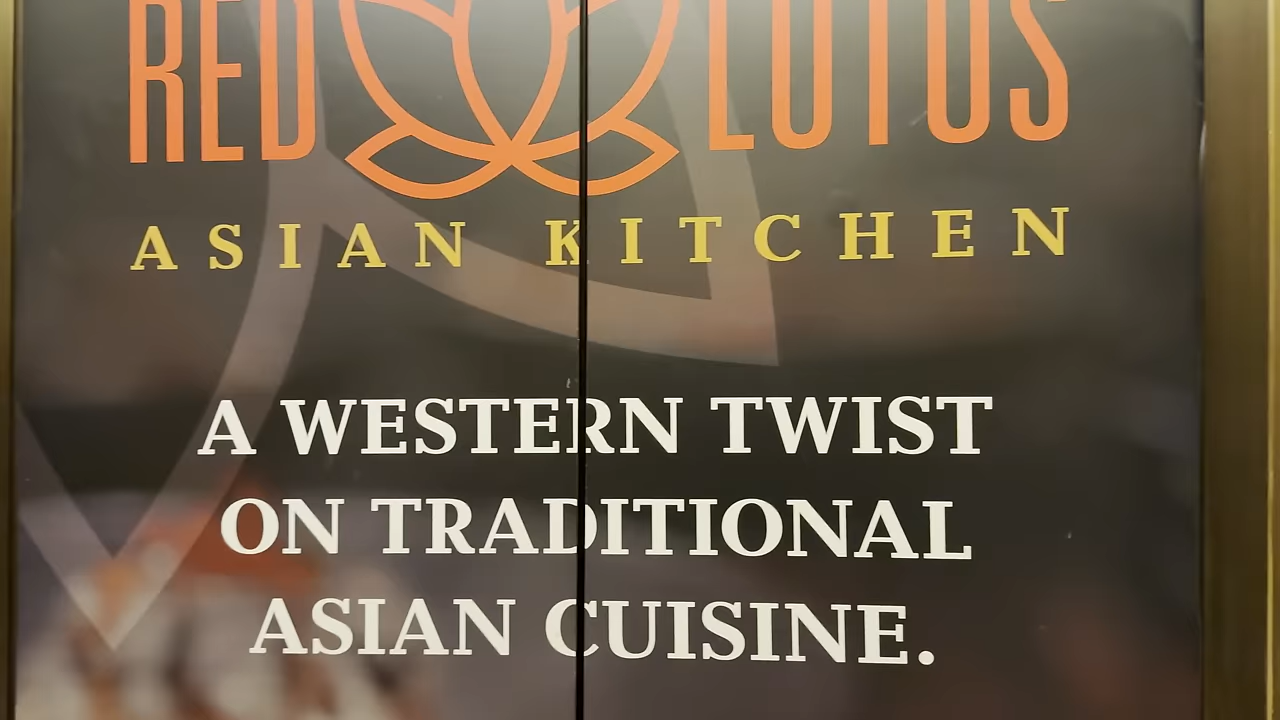 RED LOTUS
ASIAN KITCHEN
A WESTERN TWIST
ON TRADITIONAL
ASIAN CUISINE.